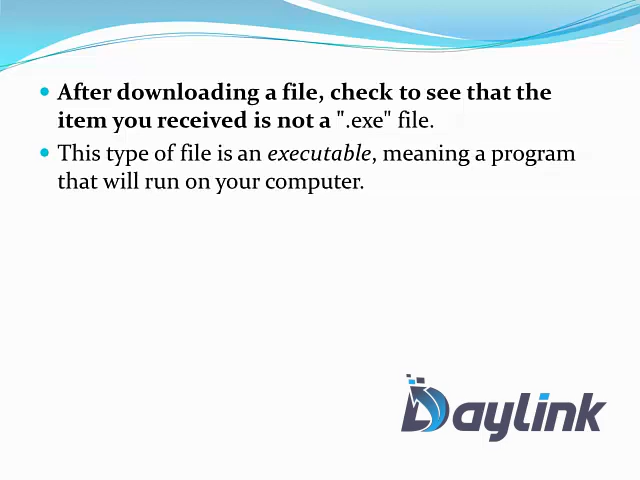 After downloading a file, check to see that the
item you received is not a ".exe" file.
This type of file is an executable, meaning a program
that will run on your computer.
Daylink